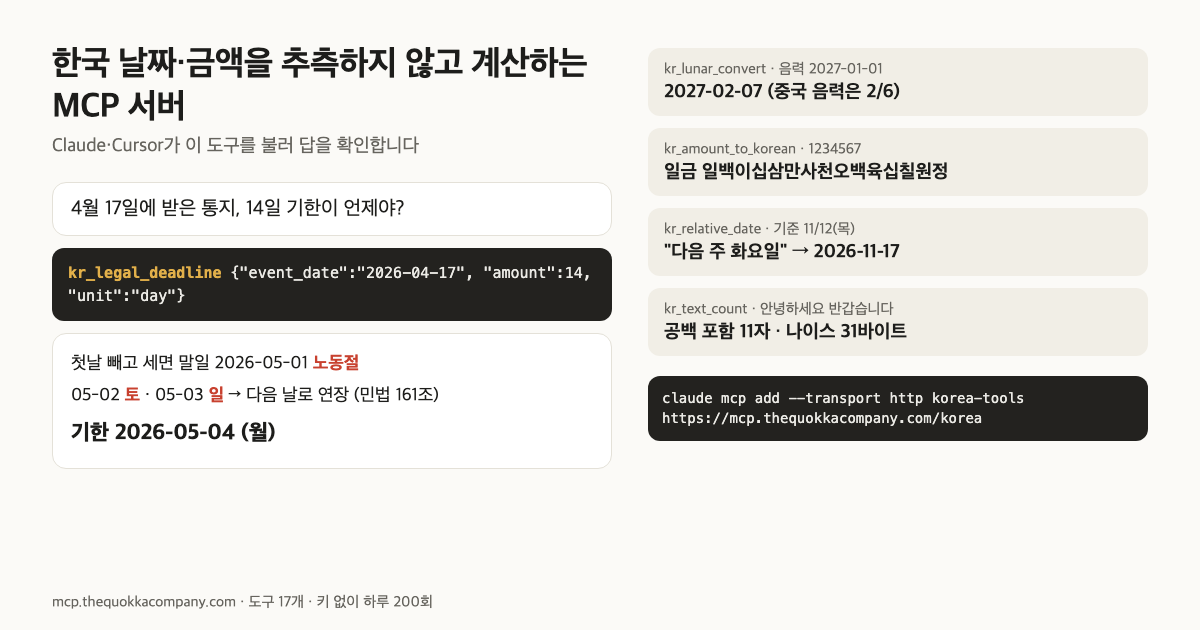 한국 날짜·금액을 추측하지 않고 계산하는
MCP 서버
Claude·Cursor가 이 도구를 불러 답을 확인합니다
4월 17일에 받은 통지, 14일 기한이 언제야?
kr_legal_deadline {"event_date":"2026-04-17", "amount":14,
"unit":"day"}
첫날 빼고 세면 말일 2026-05-01 노동절
05-02 토 · 05-03 일 → 다음 날로 연장 (민법 161조)
기한 2026-05-04 (월)
kr_lunar_convert · 음력 2027-01-01
2027-02-07 (중국 음력은 2/6)
kr_amount_to_korean · 1234567
일금 일백이십삼만사천오백육십칠원정
kr_relative_date · 기준 11/12(목)
"다음 주 화요일" → 2026-11-17
kr_text_count · 안녕하세요 반갑습니다
공백 포함 11자 · 나이스 31바이트
claude mcp add --transport http korea-tools
https://mcp.thequokkacompany.com/korea
mcp.thequokkacompany.com · 도구 17개 · 키 없이 하루 200회